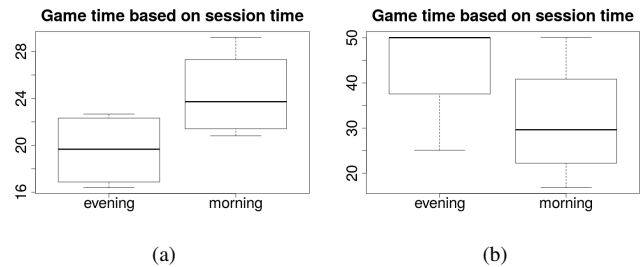 Game time based on session time
28
24
20
16
evening morning
(a)
Game time based on session time
50
40
30
20
evening morning
(b)